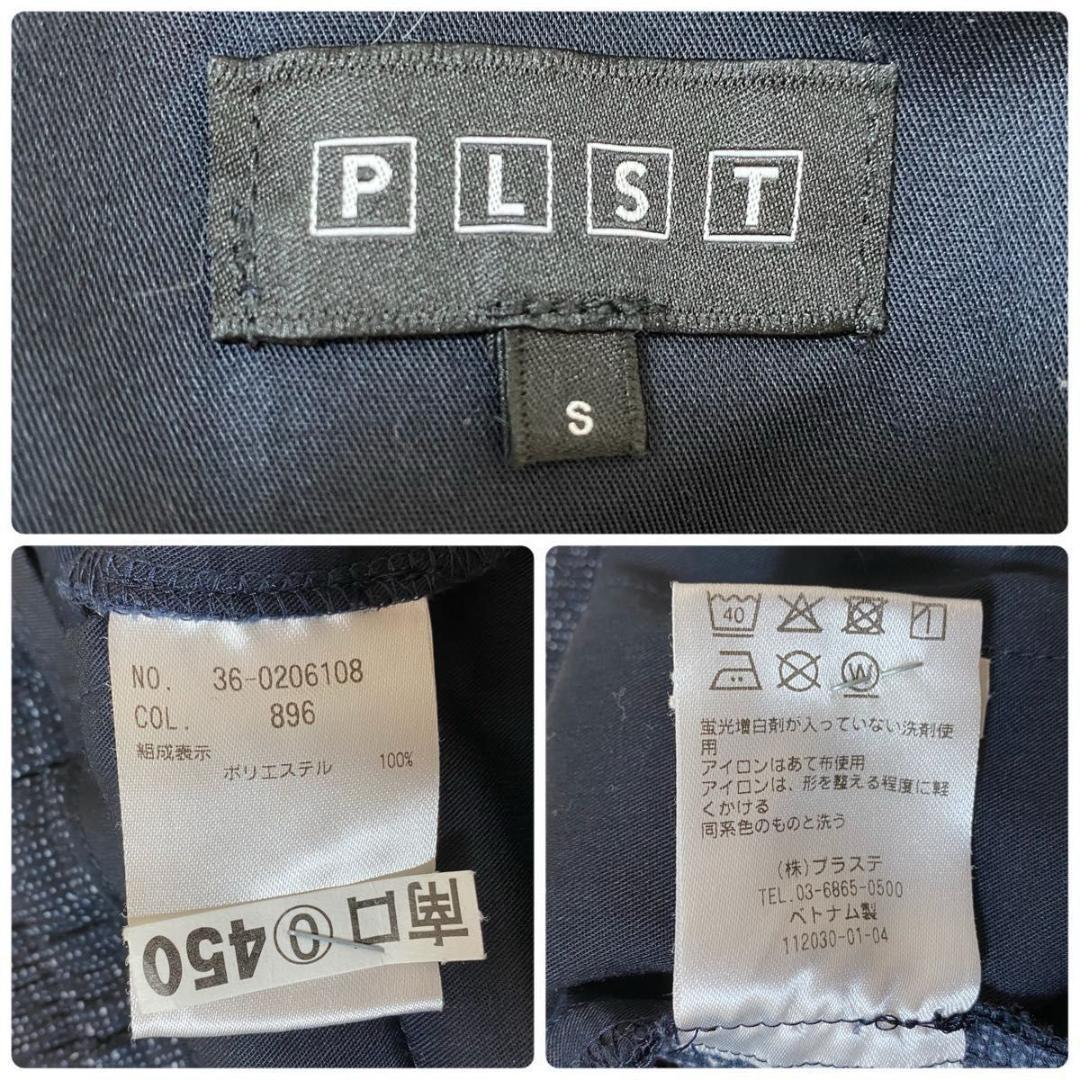 PLST
S
NO. 36-0206108
COL. 896
組成表示
ポリエステル 100%
南口⓪450
40
W
蛍光増白剤が入っていない洗剤使
用
アイロンはあて布使用
アイロンは、形を整える程度に軽
くかける
同系色のものと洗う
(株)プラステ
TEL.03-6865-0500
ベトナム製
112030-01-04